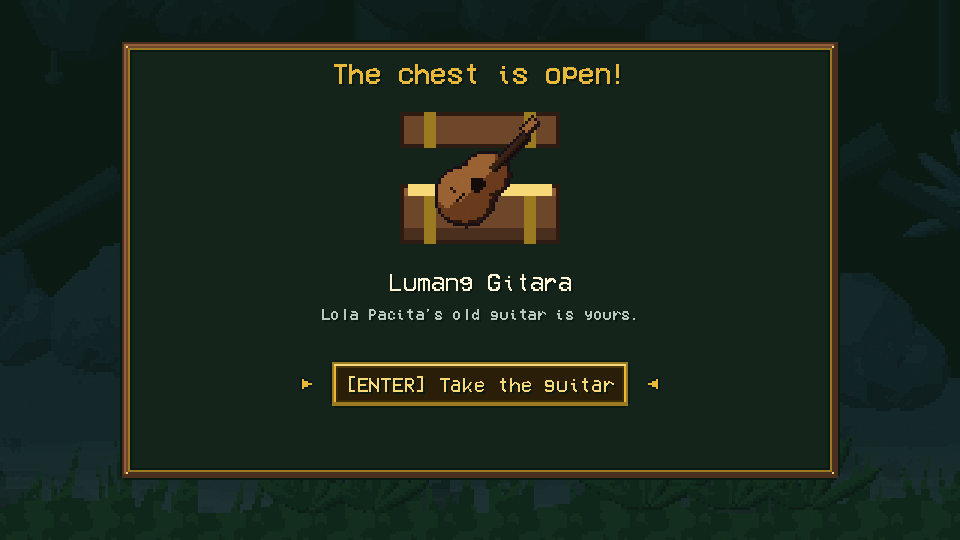 The chest is open!
Lumang Gitara
Lola Pacita's old guitar is yours.
[ENTER] Take the guitar